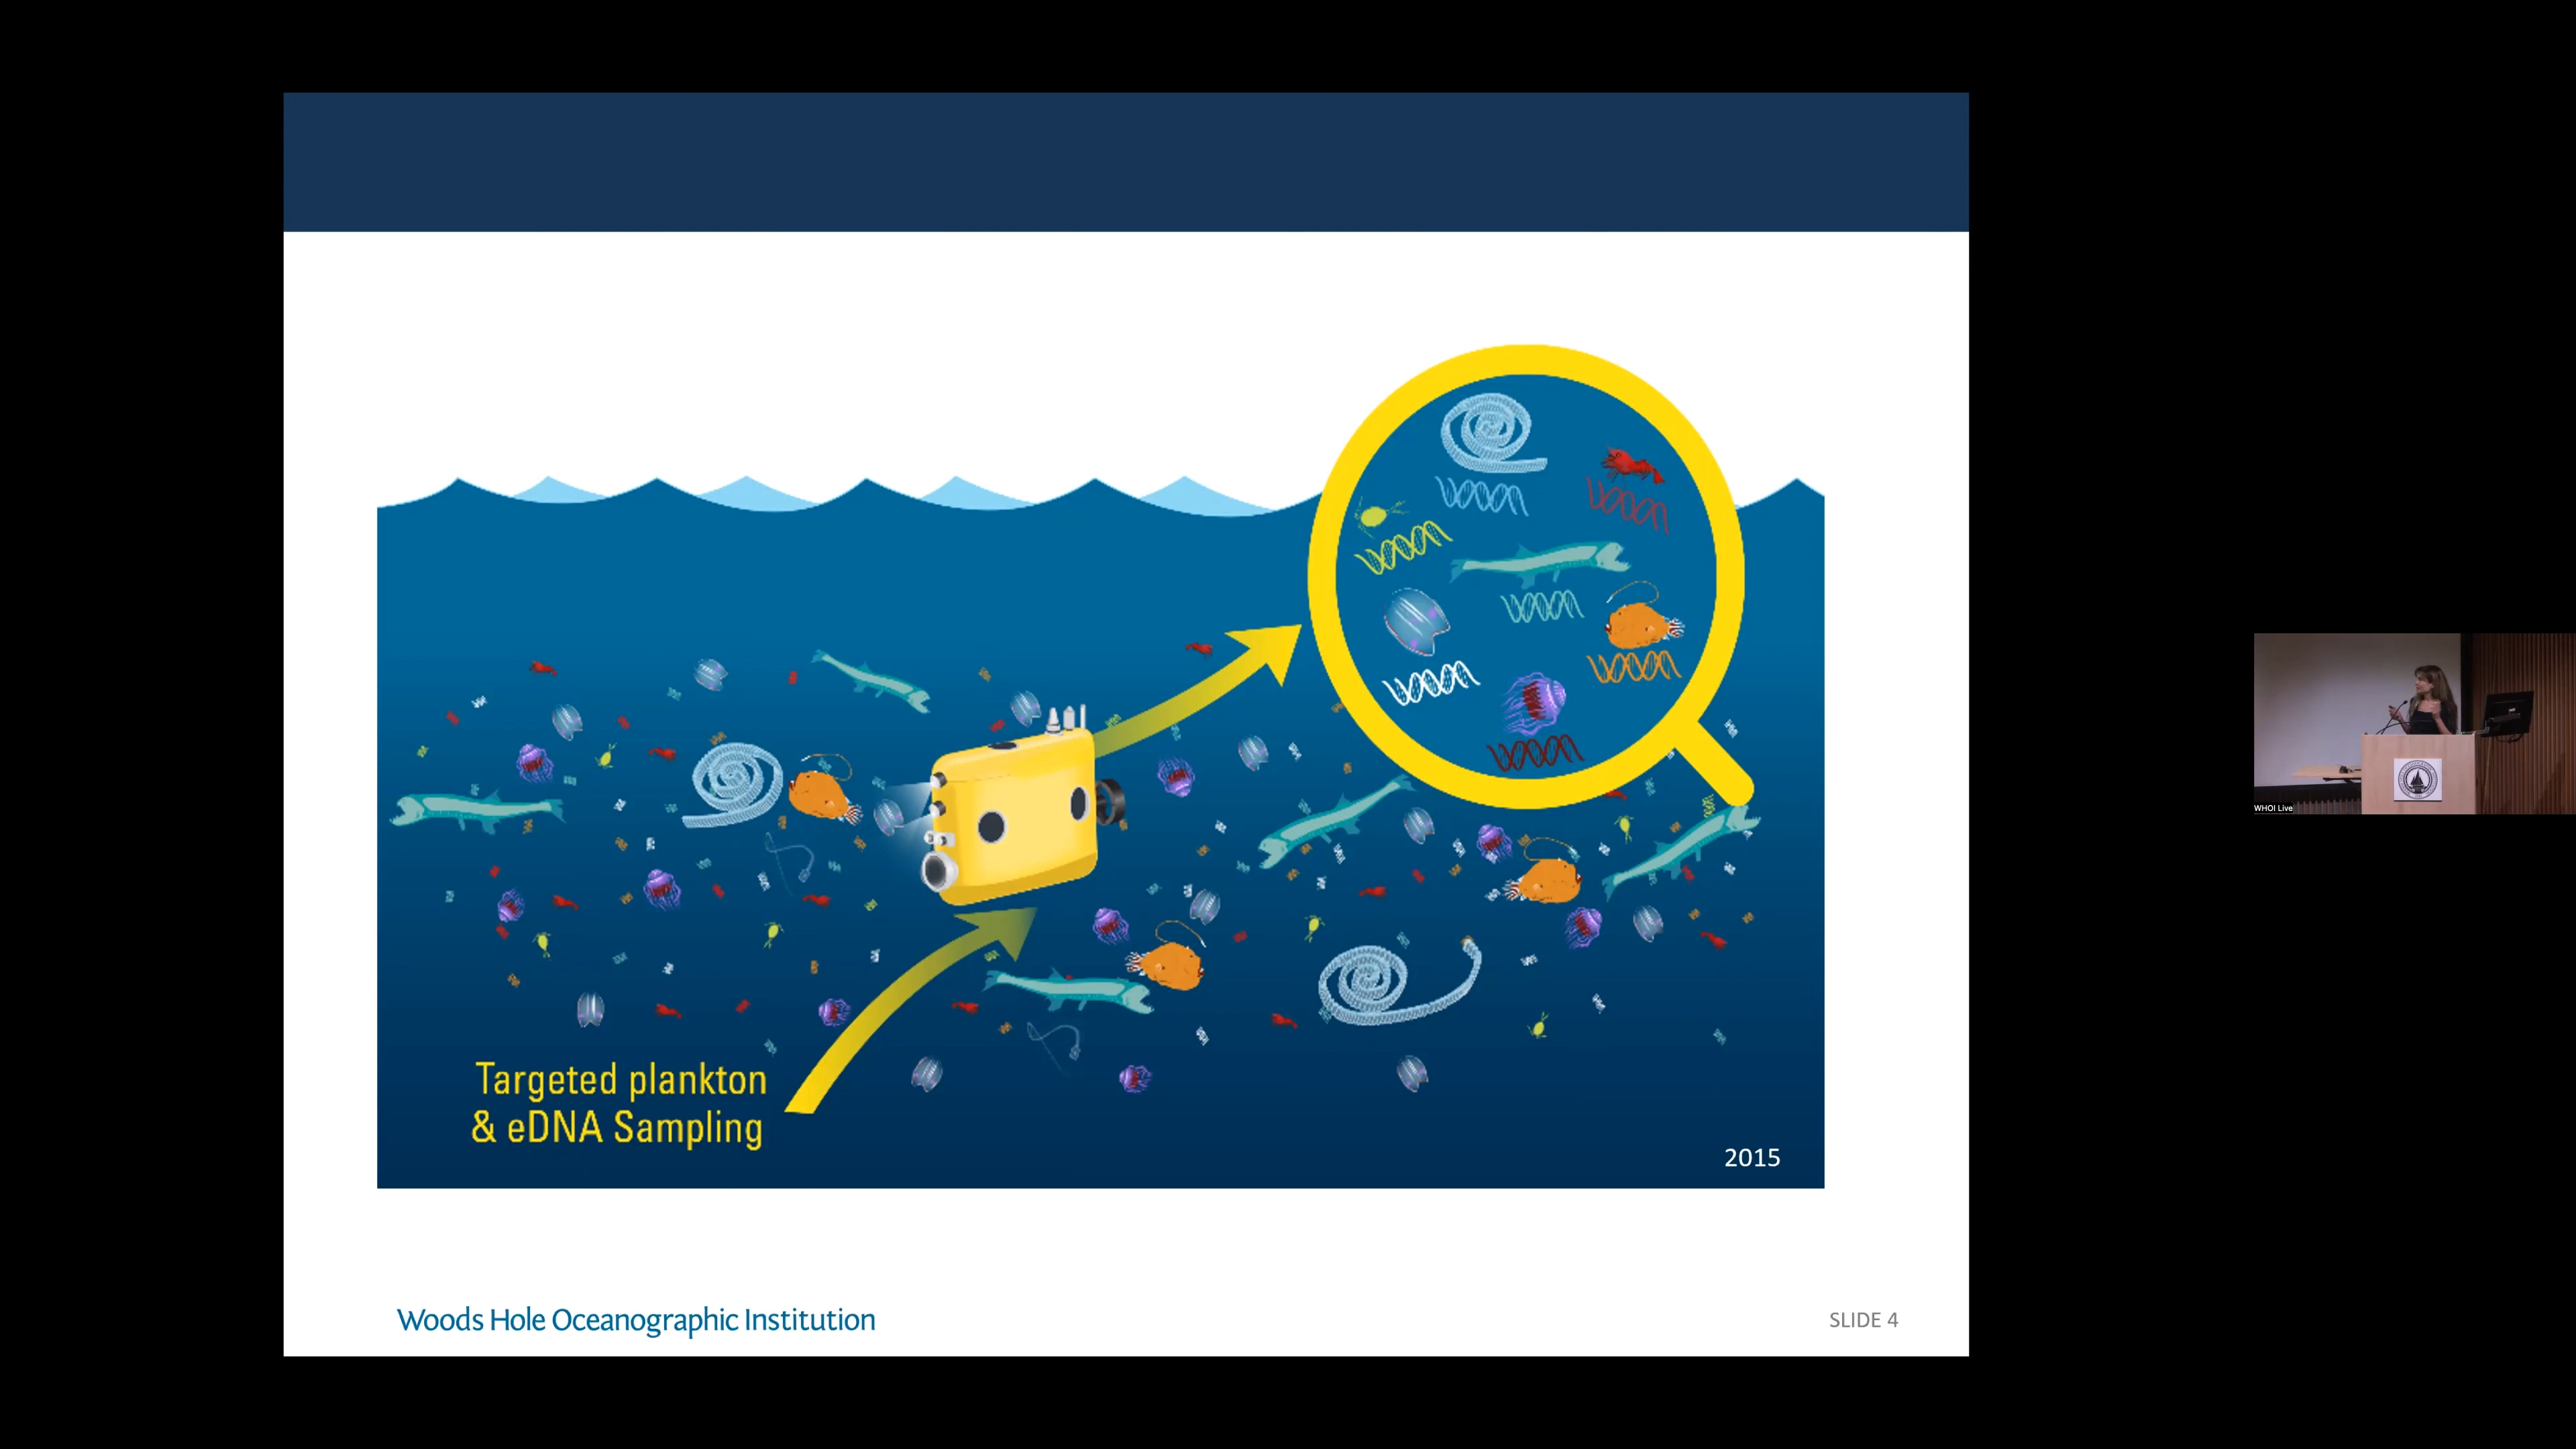 Targeted plankton
& eDNA Sampling
2015
Woods Hole Oceanographic Institution
SLIDE 4
WHOI Live